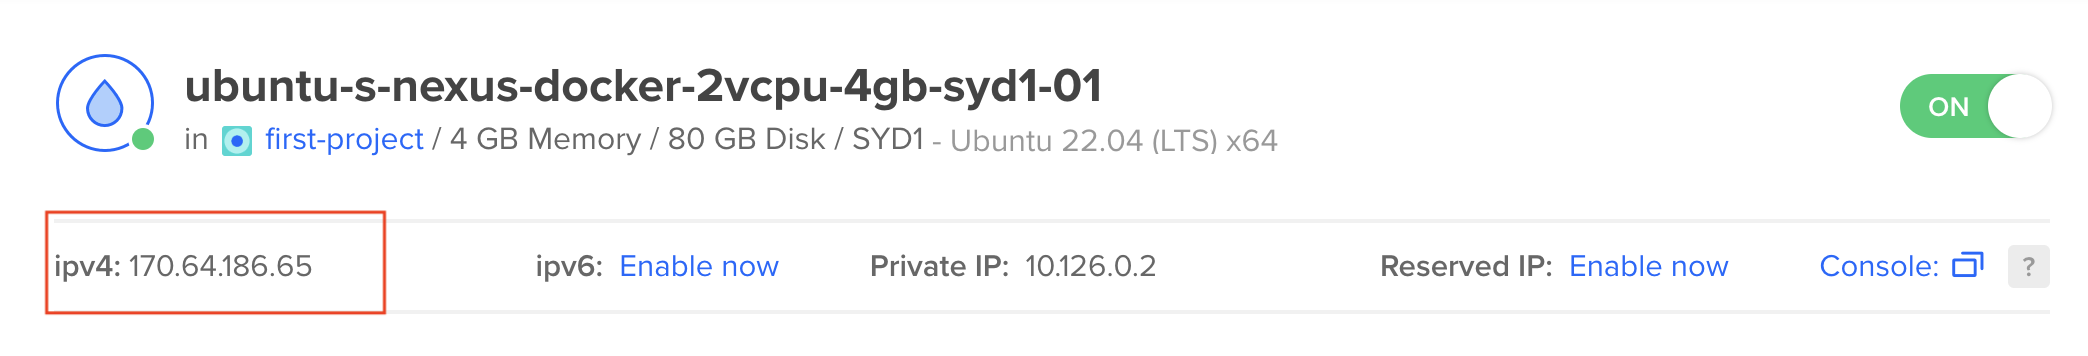 ubuntu-s-nexus-docker-2vcpu-4gb-syd1-01
in first-project / 4 GB Memory / 80 GB Disk / SYD1 - Ubuntu 22.04 (LTS) x64
ON
ipv4: 170.64.186.65 ipv6: Enable now Private IP: 10.126.0.2 Reserved IP: Enable now Console: ?